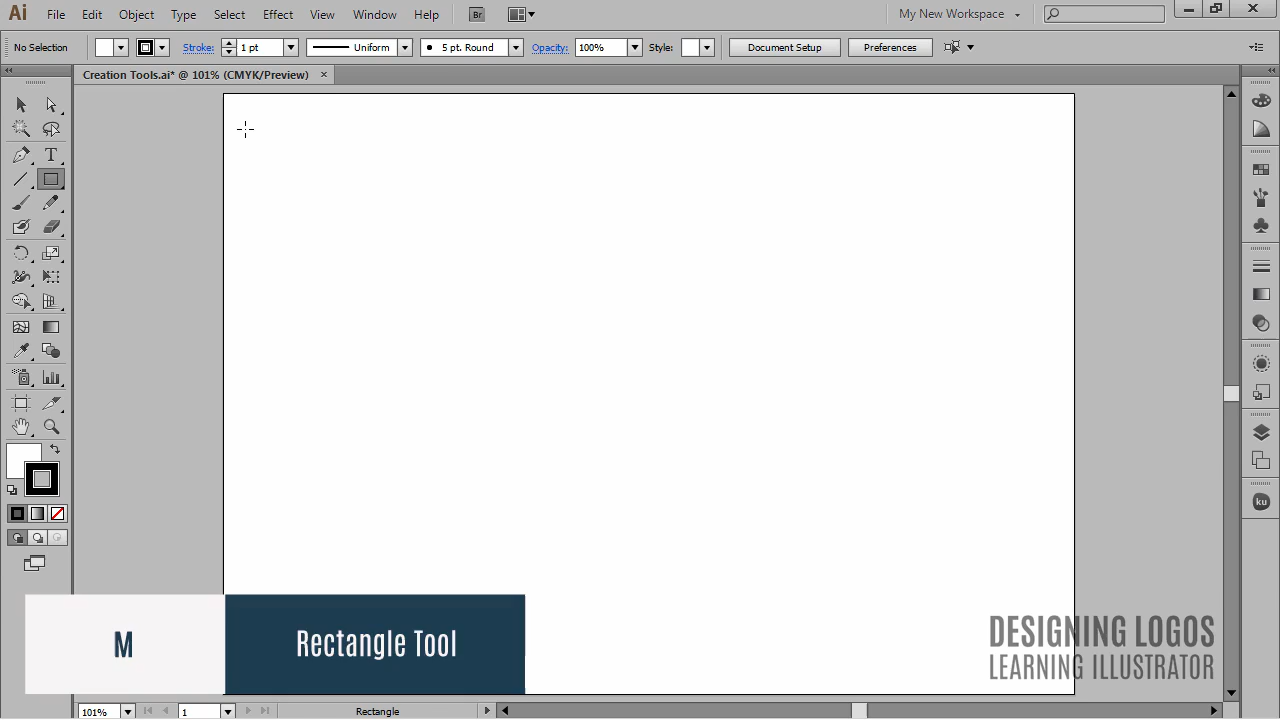 Ai File Edit Object Type Select Effect View Window Help Br My New Workspace
No Selection Stroke: 1 pt Uniform 5 pt. Round Opacity: 100% Style: Document Setup Preferences
Creation Tools.ai* @ 101% (CMYK/Preview) ×
T
ku
M Rectangle Tool
DESIGNING LOGOS
LEARNING ILLUSTRATOR
101% 1 Rectangle